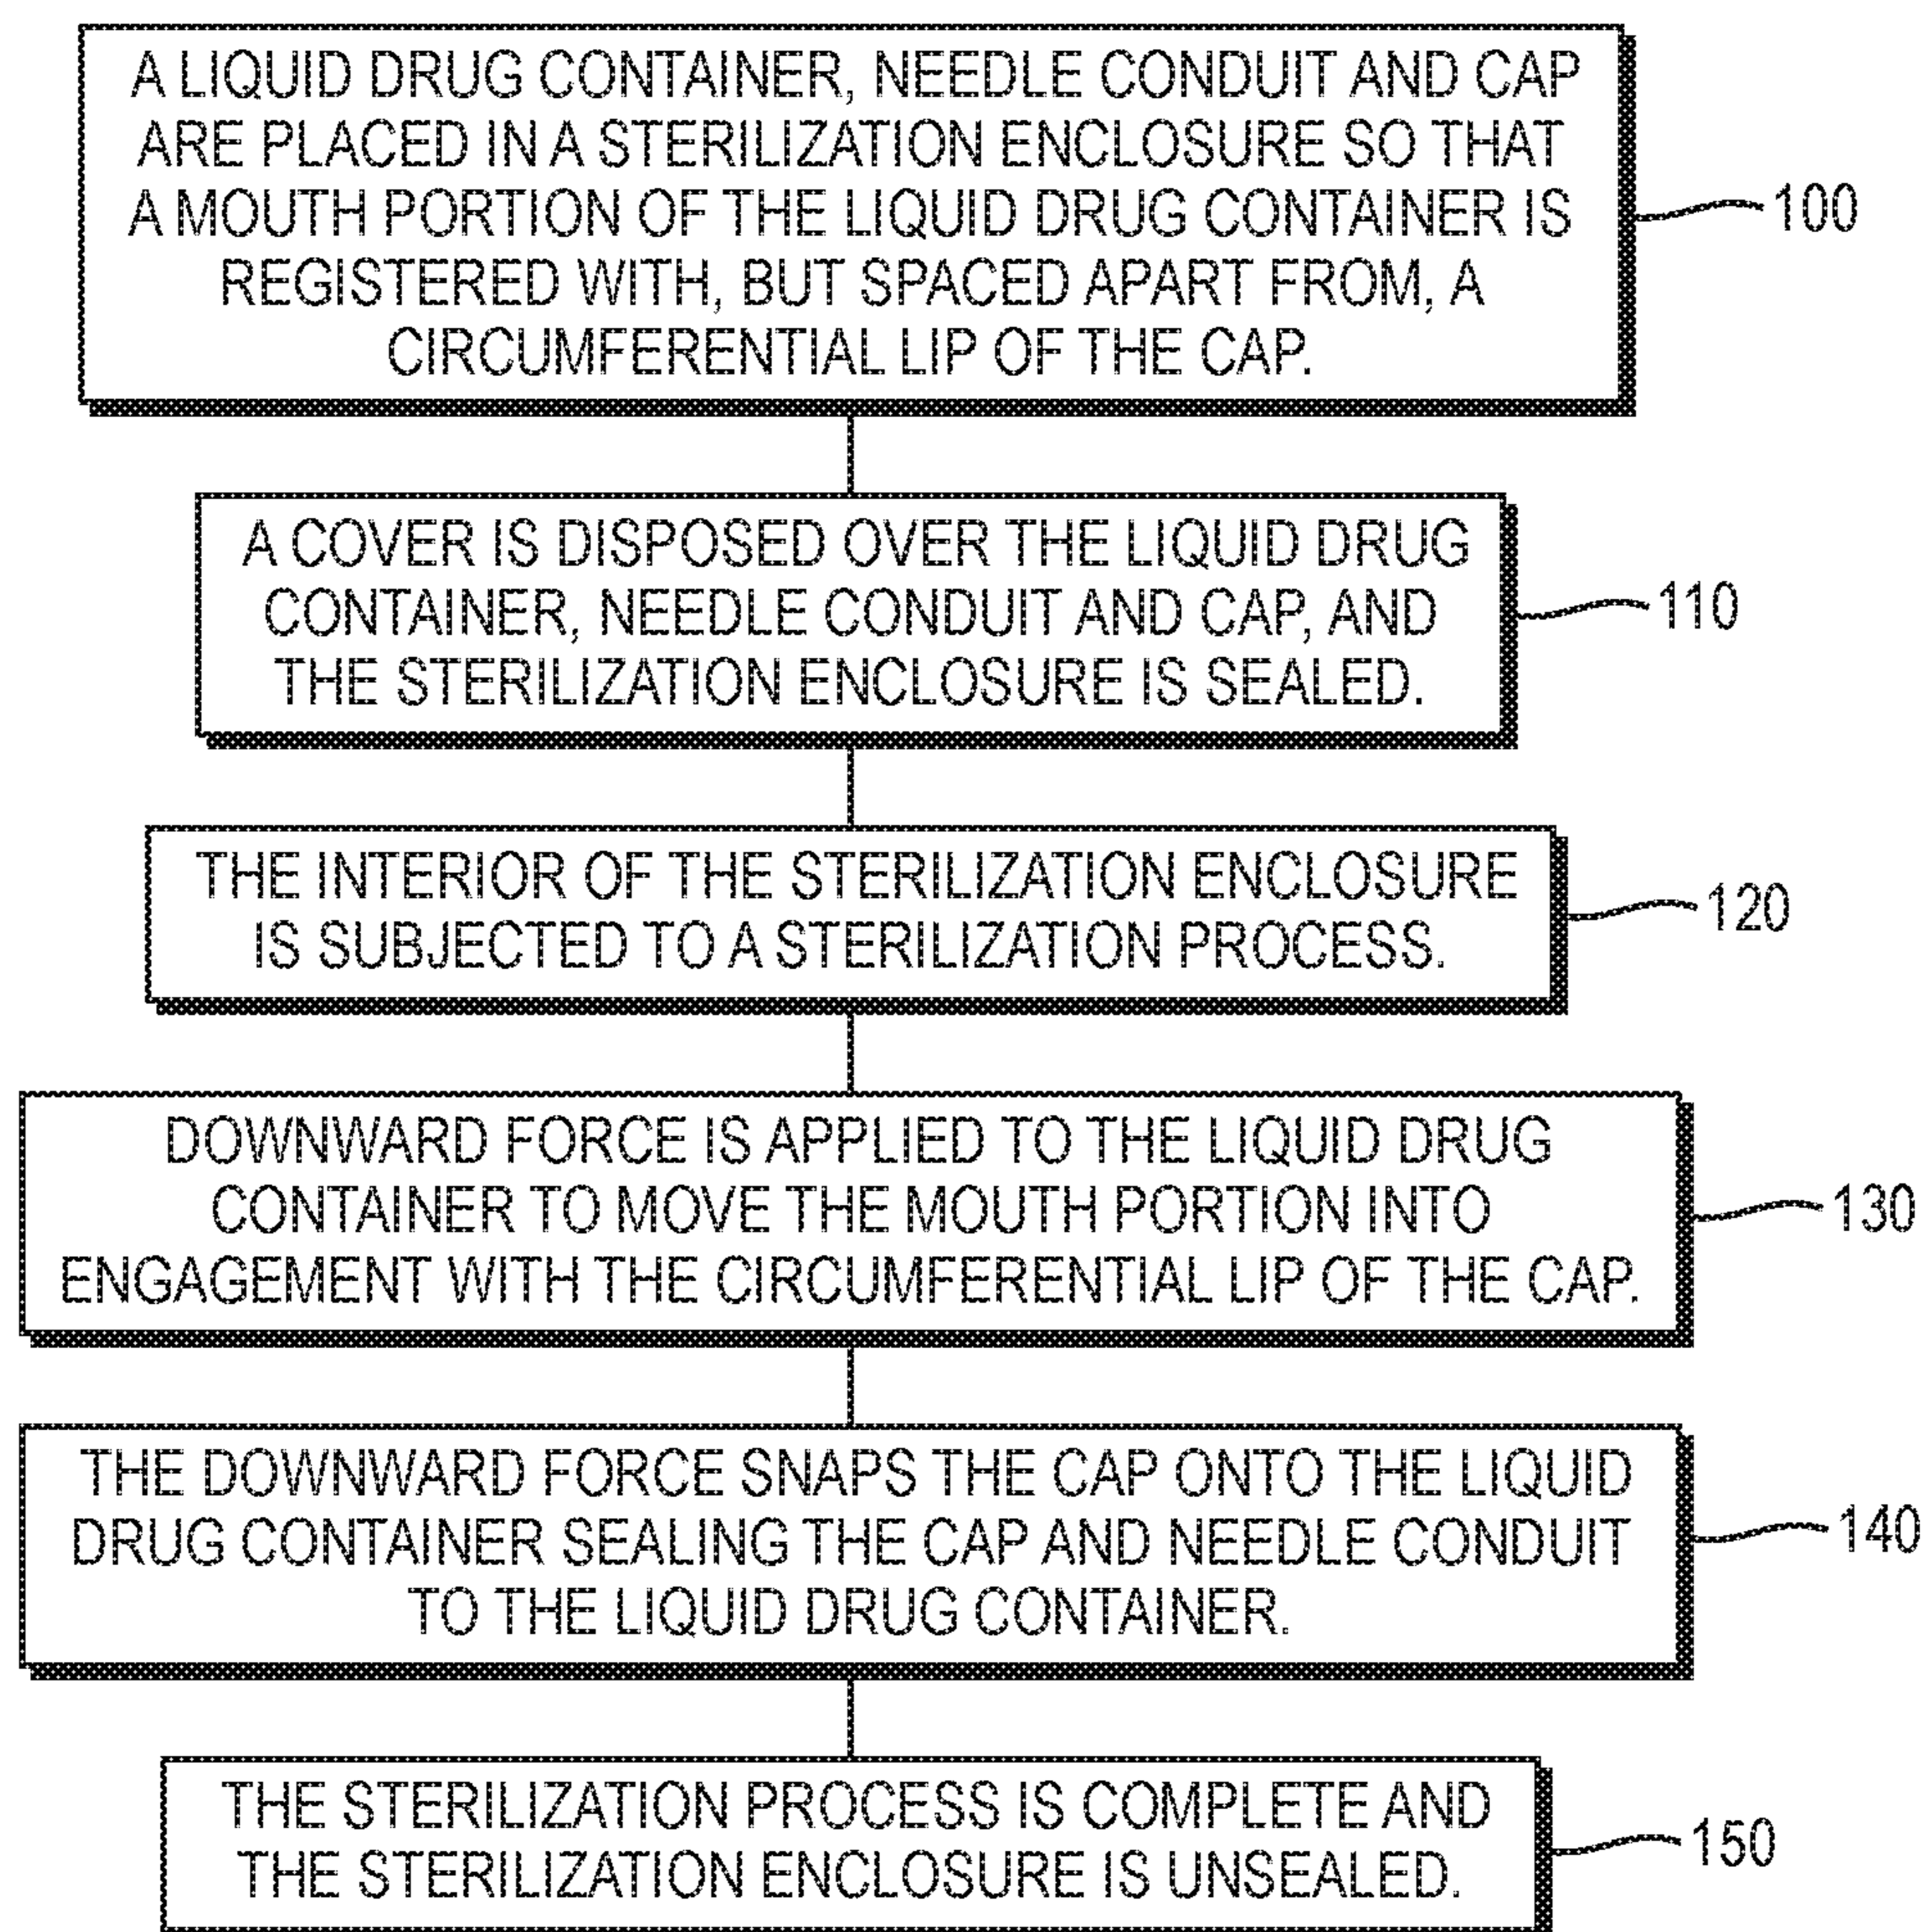 A LIQUID DRUG CONTAINER, NEEDLE CONDUIT AND CAP
ARE PLACED IN A STERILIZATION ENCLOSURE SO THAT
A MOUTH PORTION OF THE LIQUID DRUG CONTAINER IS
REGISTERED WITH, BUT SPACED APART FROM, A
CIRCUMFERENTIAL LIP OF THE CAP.
100
A COVER IS DISPOSED OVER THE LIQUID DRUG
CONTAINER, NEEDLE CONDUIT AND CAP, AND
THE STERILIZATION ENCLOSURE IS SEALED.
110
THE INTERIOR OF THE STERILIZATION ENCLOSURE
IS SUBJECTED TO A STERILIZATION PROCESS.
120
DOWNWARD FORCE IS APPLIED TO THE LIQUID DRUG
CONTAINER TO MOVE THE MOUTH PORTION INTO
ENGAGEMENT WITH THE CIRCUMFERENTIAL LIP OF THE CAP.
130
THE DOWNWARD FORCE SNAPS THE CAP ONTO THE LIQUID
DRUG CONTAINER SEALING THE CAP AND NEEDLE CONDUIT
TO THE LIQUID DRUG CONTAINER.
140
THE STERILIZATION PROCESS IS COMPLETE AND
THE STERILIZATION ENCLOSURE IS UNSEALED.
150